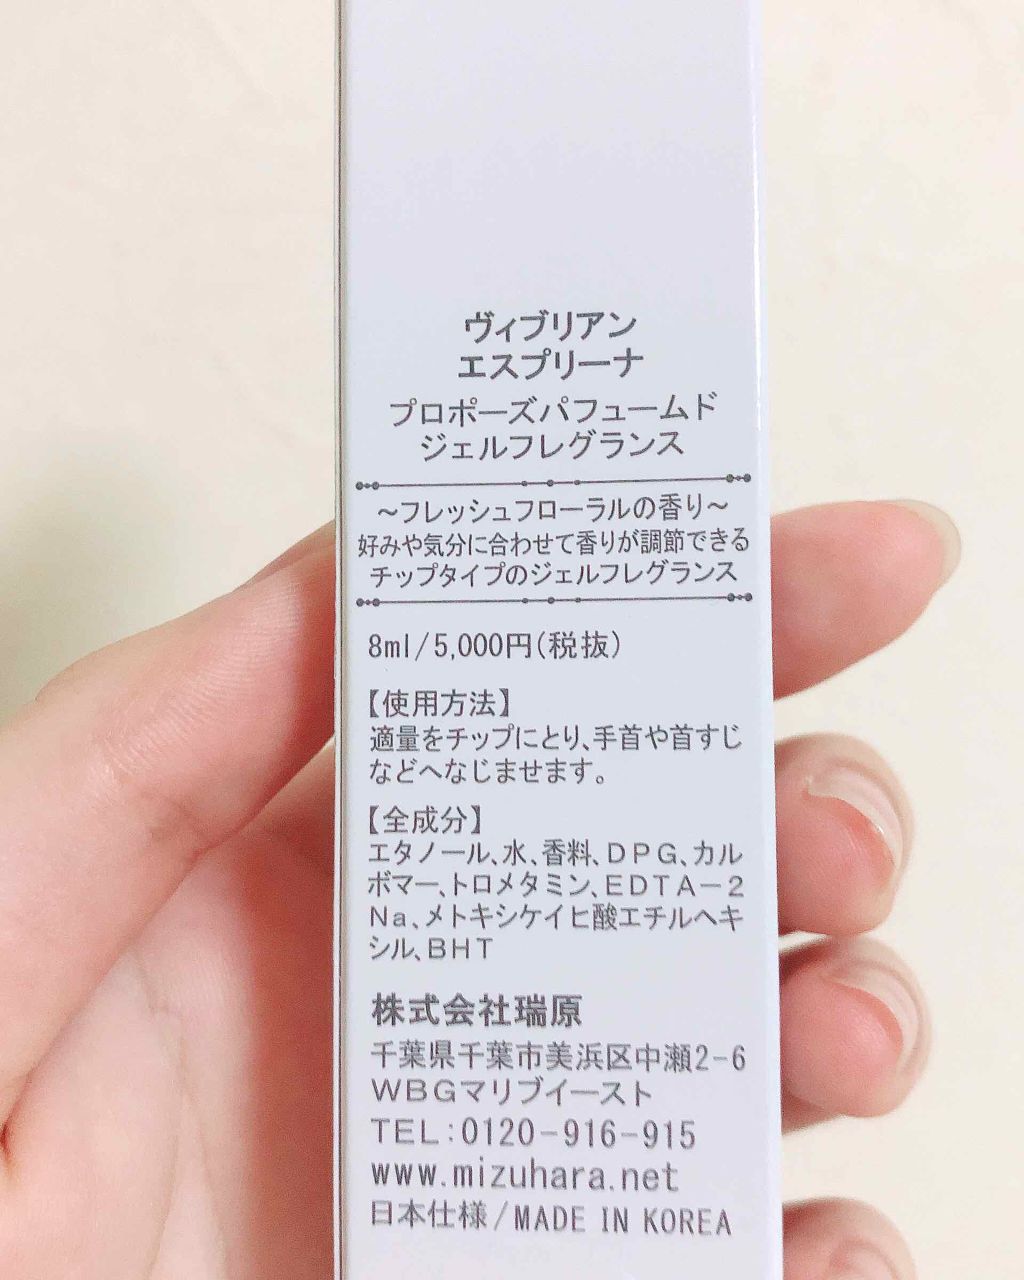 ヴィブリアン
エスプリーナ
プロポーズパフュームド
ジェルフレグランス
～フレッシュフローラルの香り～
好みや気分に合わせて香りが調節できる
チップタイプのジェルフレグランス
8ml/5,000円(税抜)
【使用方法】
適量をチップにとり、手首や首すじ
などへなじませます。
【全成分】
エタノール、水、香料、ＤＰＧ、カル
ボマー、トロメタミン、ＥＤＴＡ－２
Ｎａ、メトキシケイヒ酸エチルヘキ
シル、ＢＨＴ
株式会社瑞原
千葉県千葉市美浜区中瀬2-6
ＷＢＧマリブイースト
ＴＥＬ：0120-916-915
www.mizuhara.net
日本仕様/MADE IN KOREA